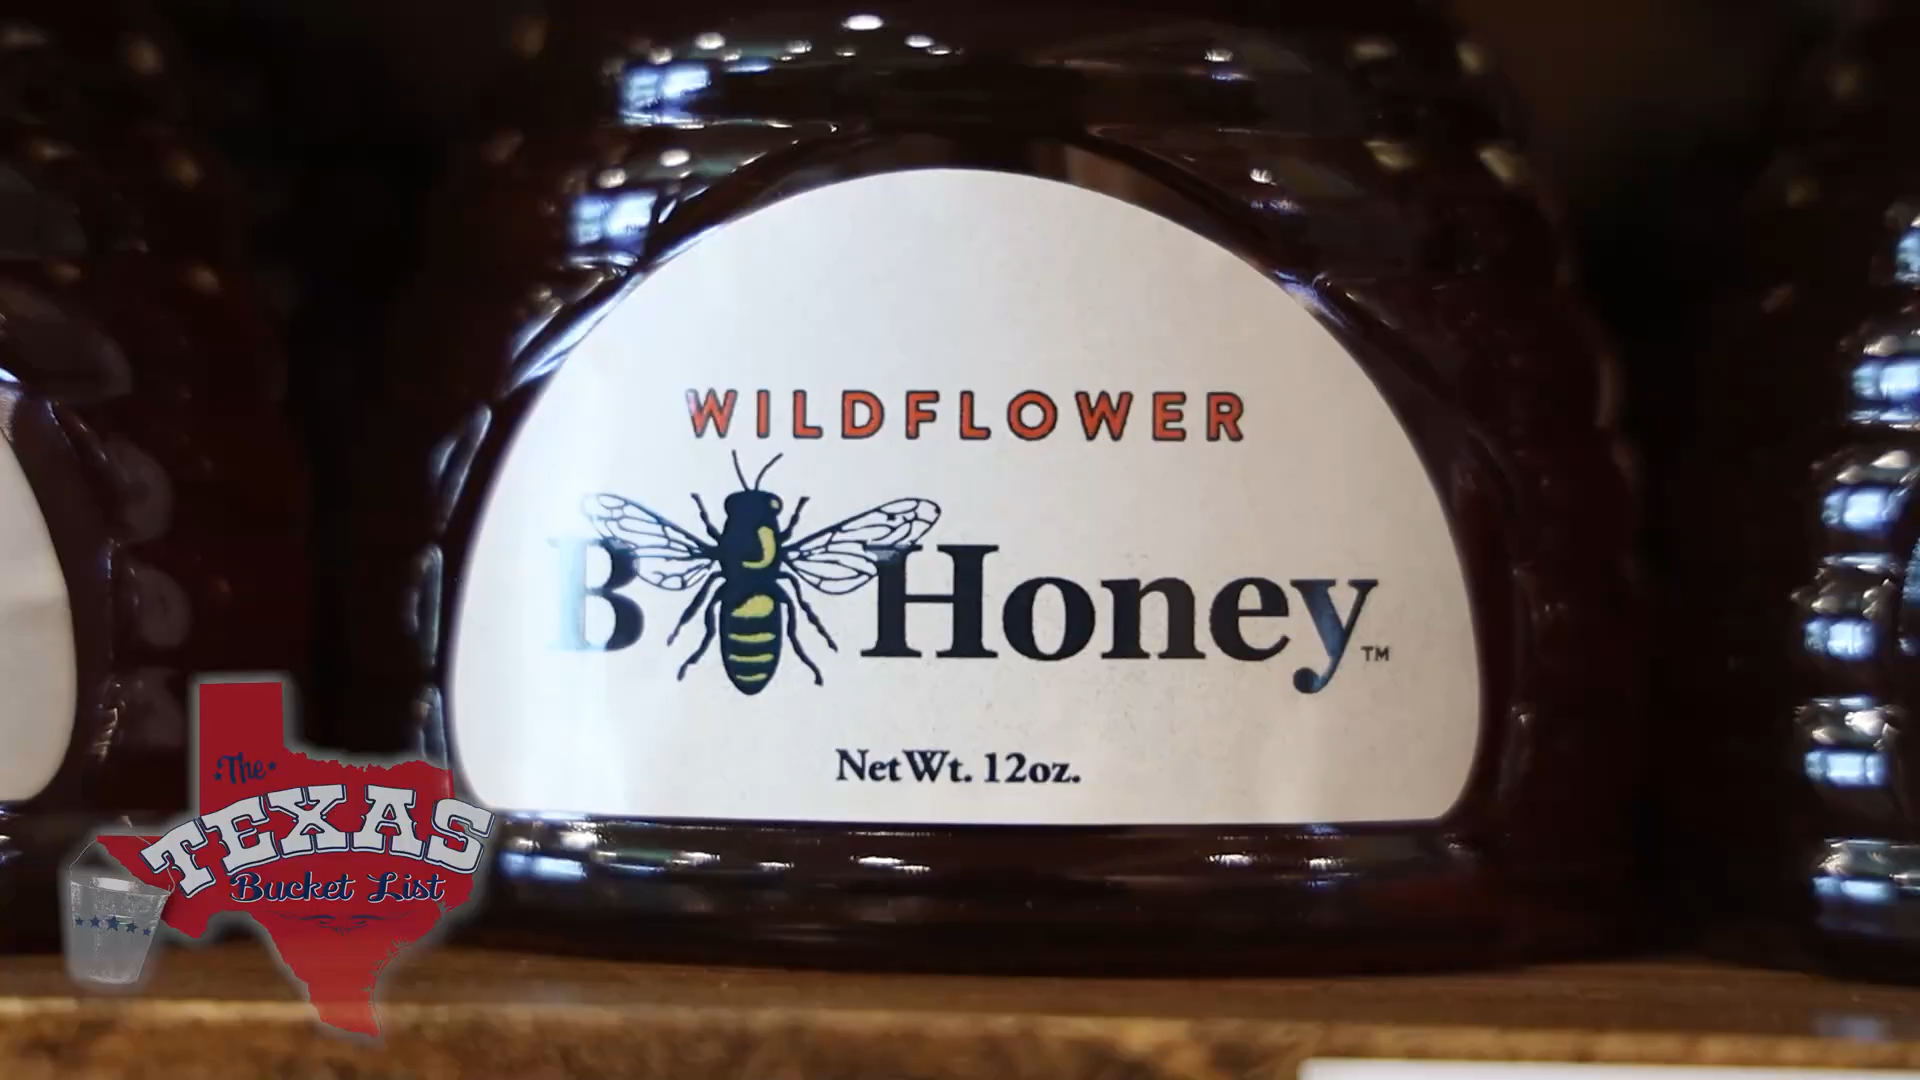 WILDFLOWER
B Honey™
Net Wt. 12oz.
The
TEXAS
Bucket List